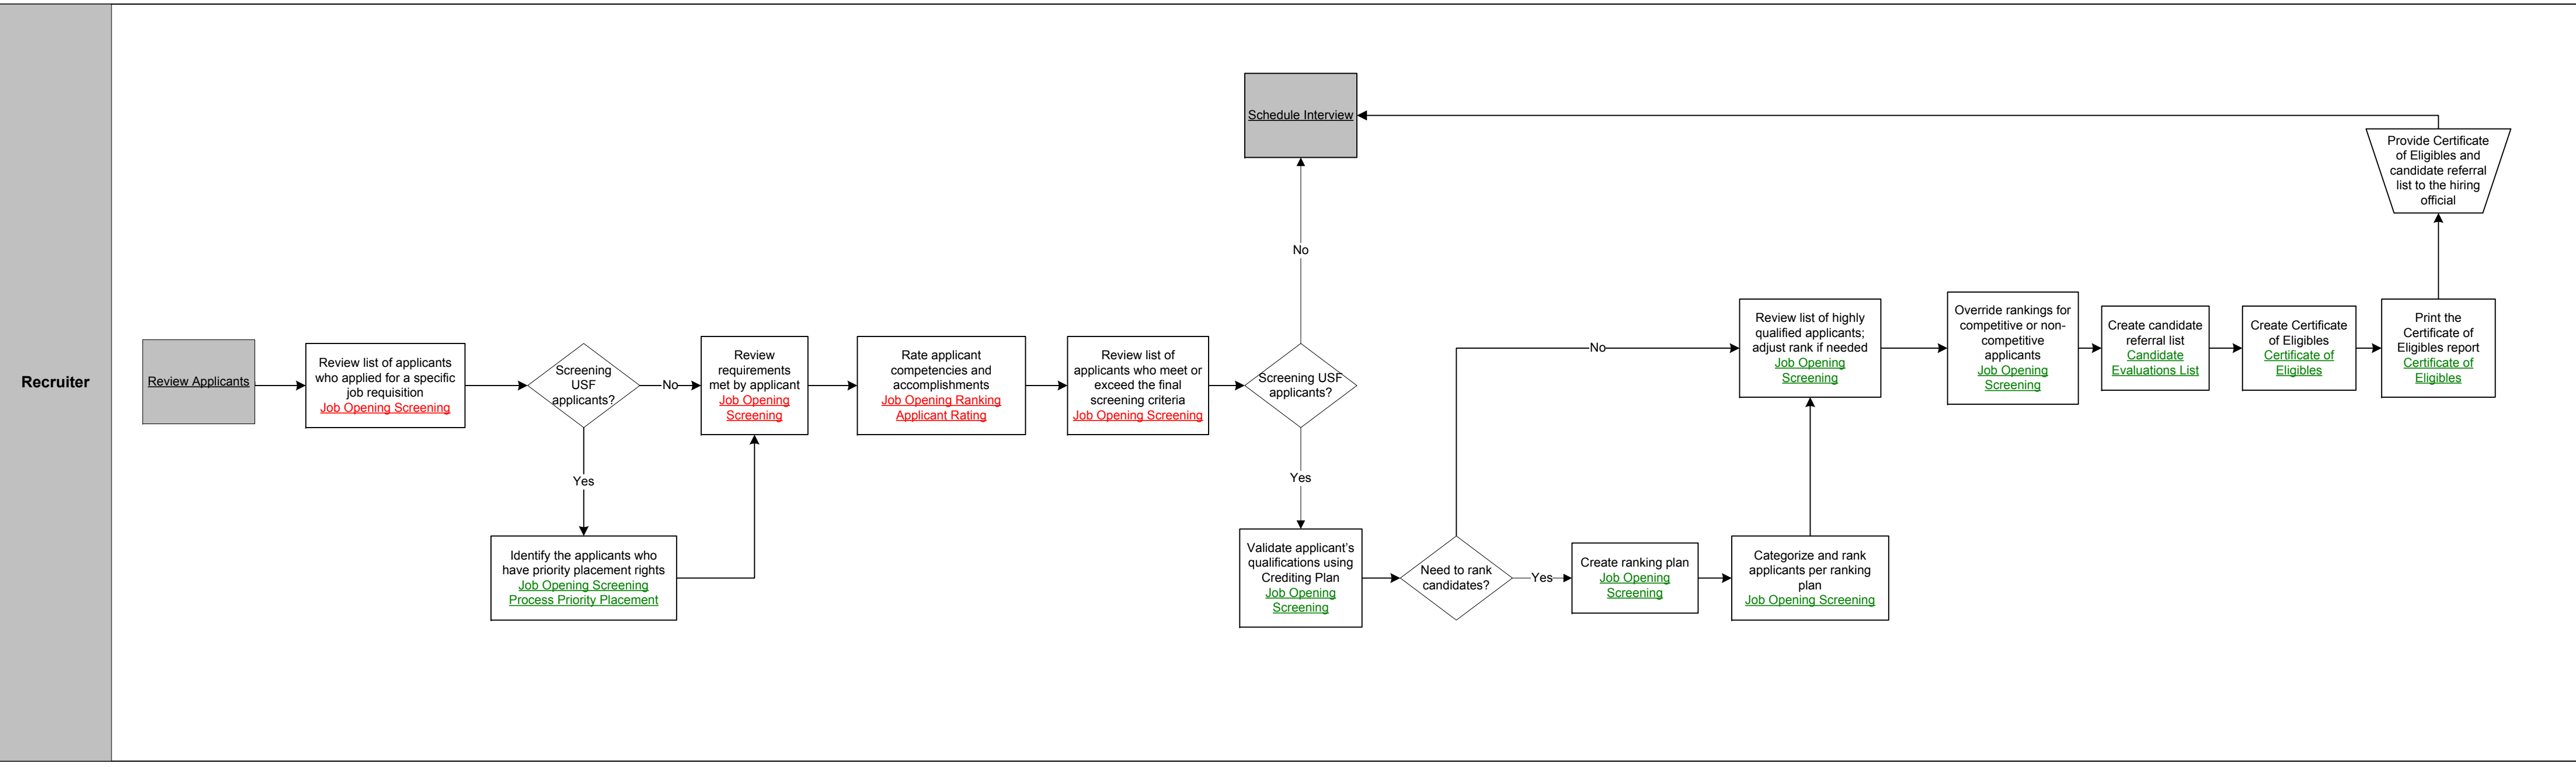 Recruiter
Review Applicants
Review list of applicants
who applied for a specific
job requisition
Job Opening Screening
Screening
USF
applicants?
No
Yes
Identify the applicants who
have priority placement rights
Job Opening Screening
Process Priority Placement
Review
requirements
met by applicant
Job Opening
Screening
Rate applicant
competencies and
accomplishments
Job Opening Ranking
Applicant Rating
Review list of
applicants who meet or
exceed the final
screening criteria
Job Opening Screening
Screening USF
applicants?
No
Schedule Interview
Yes
Validate applicant's
qualifications using
Crediting Plan
Job Opening
Screening
Need to rank
candidates?
No
Yes
Create ranking plan
Job Opening
Screening
Categorize and rank
applicants per ranking
plan
Job Opening Screening
Review list of highly
qualified applicants;
adjust rank if needed
Job Opening
Screening
Override rankings for
competitive or non-
competitive
applicants
Job Opening
Screening
Create candidate
referral list
Candidate
Evaluations List
Create Certificate
of Eligibles
Certificate of
Eligibles
Print the
Certificate of
Eligibles report
Certificate of
Eligibles
Provide Certificate
of Eligibles and
candidate referral
list to the hiring
official